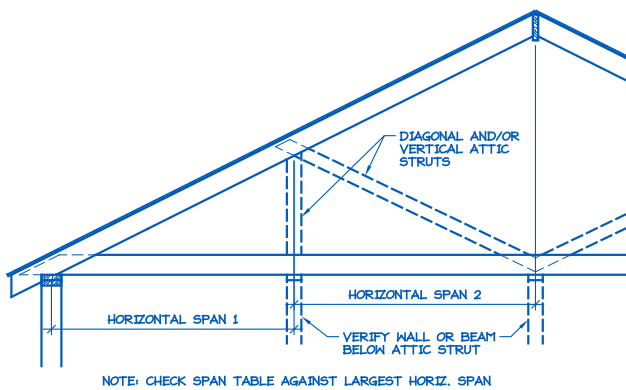 DIAGONAL AND/OR
VERTICAL ATTIC
STRUTS
HORIZONTAL SPAN 2
HORIZONTAL SPAN 1
VERIFY WALL OR BEAM
BELOW ATTIC STRUT
NOTE: CHECK SPAN TABLE AGAINST LARGEST HORIZ. SPAN